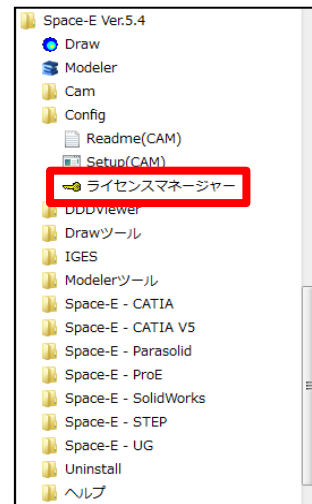 Space-E Ver.5.4
Draw
Modeler
Cam
Config
Readme(CAM)
Setup(CAM)
ライセンスマネージャー
DDDViewer
Drawツール
IGES
Modelerツール
Space-E - CATIA
Space-E - CATIA V5
Space-E - Parasolid
Space-E - ProE
Space-E - SolidWorks
Space-E - STEP
Space-E - UG
Uninstall
ヘルプ